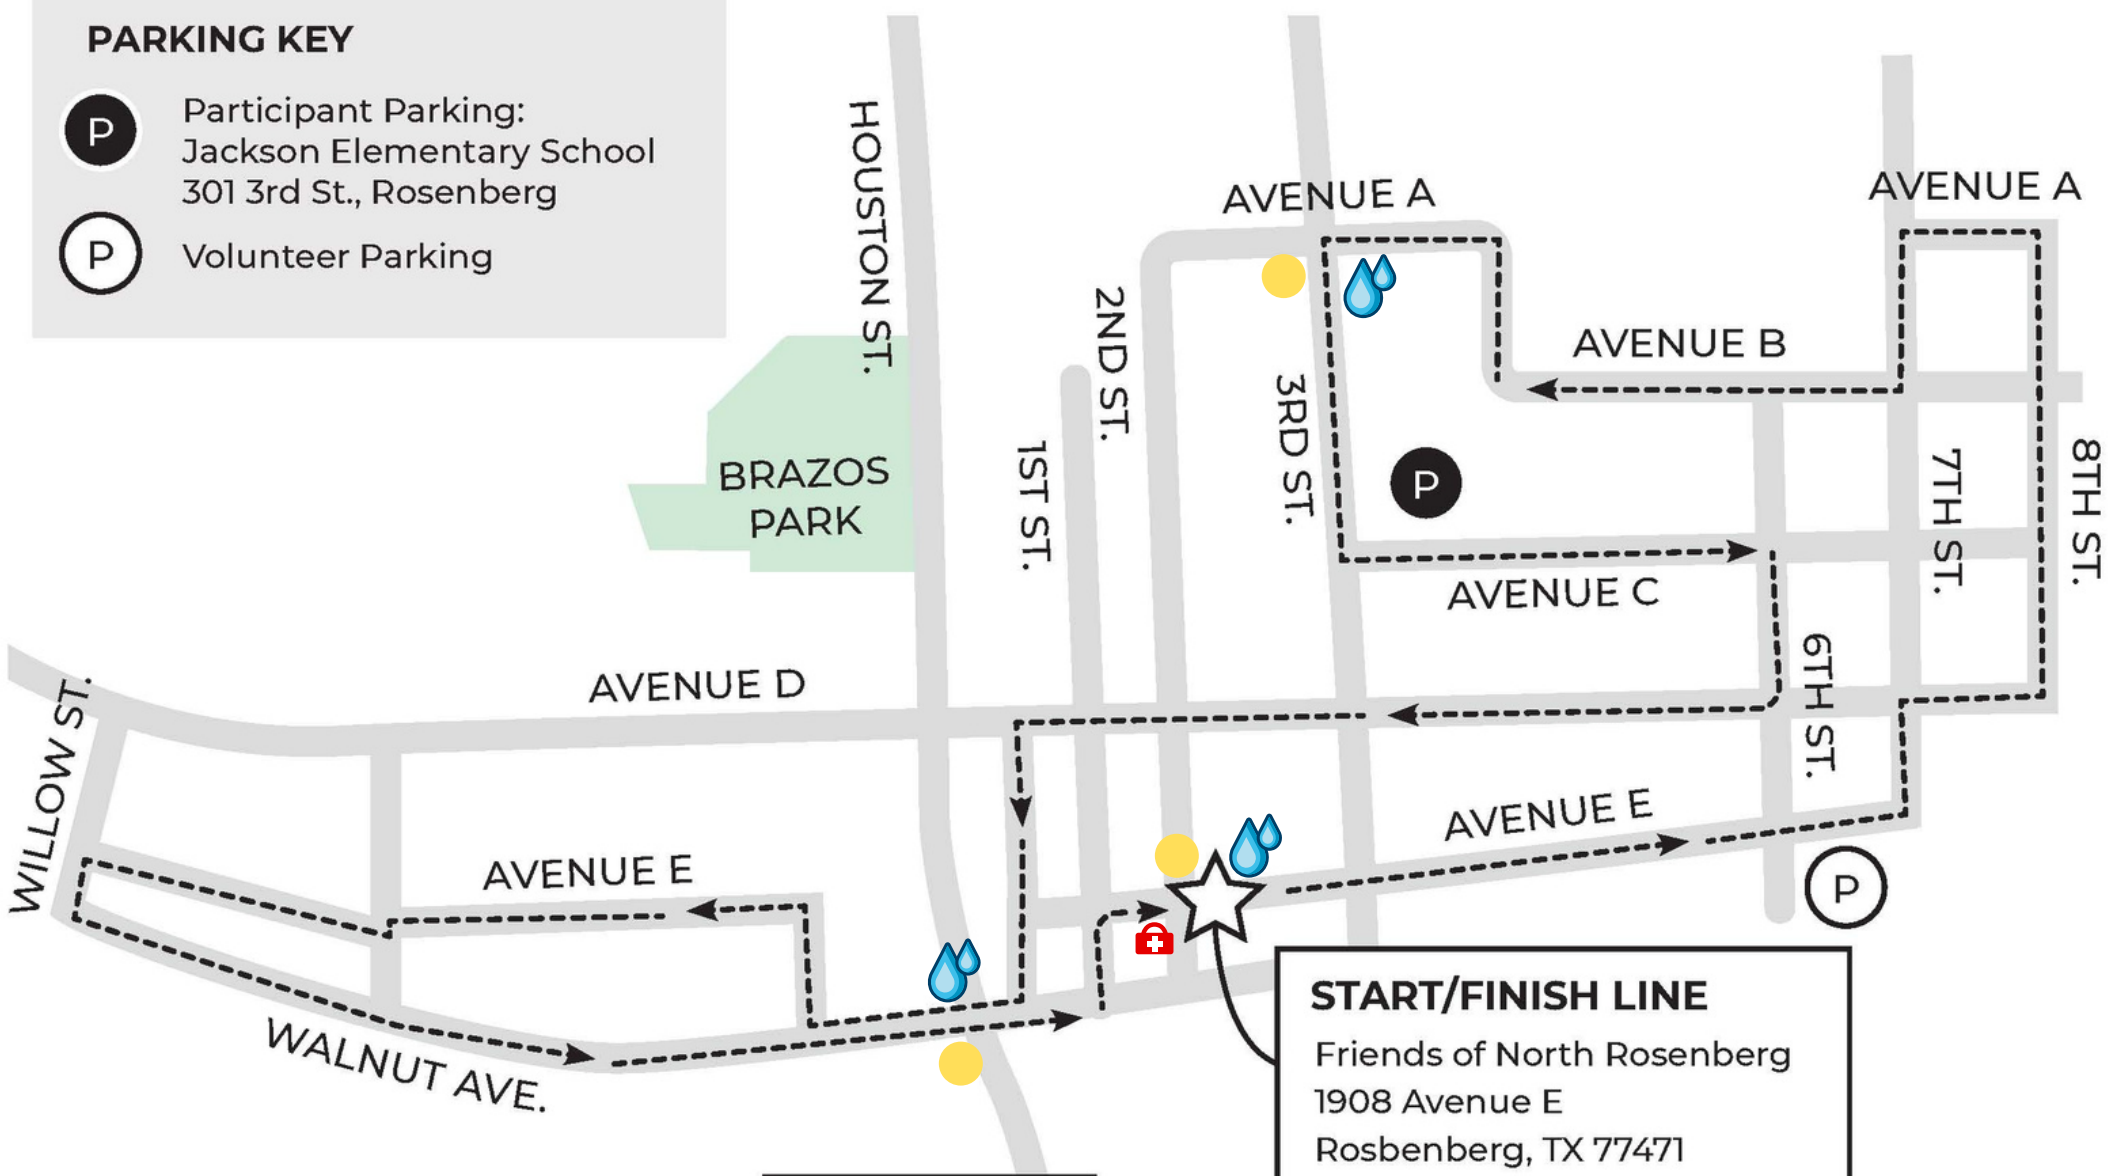 PARKING KEY
P
Participant Parking:
Jackson Elementary School
301 3rd St., Rosenberg
P
Volunteer Parking
HOUSTON ST.
AVENUE A
AVENUE A
2ND ST.
AVENUE B
3RD ST.
1ST ST.
BRAZOS
PARK
P
7TH ST.
8TH ST.
AVENUE C
6TH ST.
AVENUE D
WILLOW ST.
AVENUE E
AVENUE E
P
WALNUT AVE.
START/FINISH LINE
Friends of North Rosenberg
1908 Avenue E
Rosbenberg, TX 77471